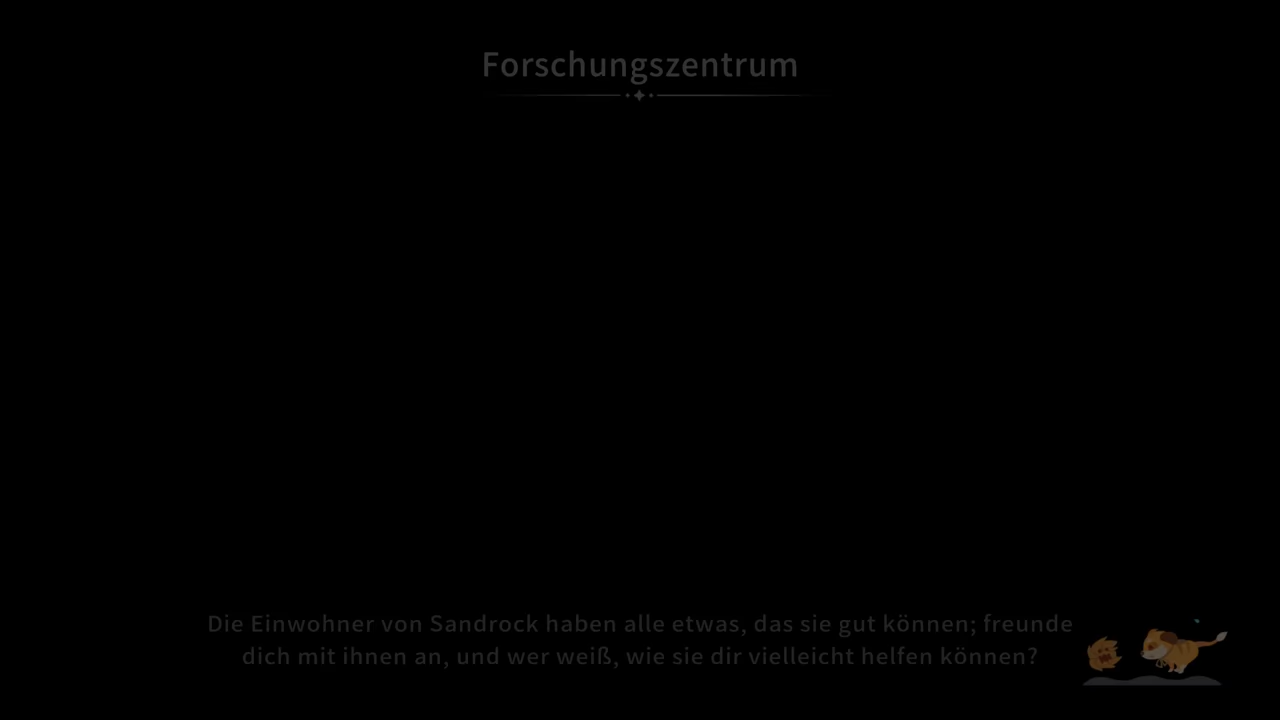 Forschungszentrum
Die Einwohner von Sandrock haben alle etwas, das sie gut können; freunde
dich mit ihnen an, und wer weiß, wie sie dir vielleicht helfen können?